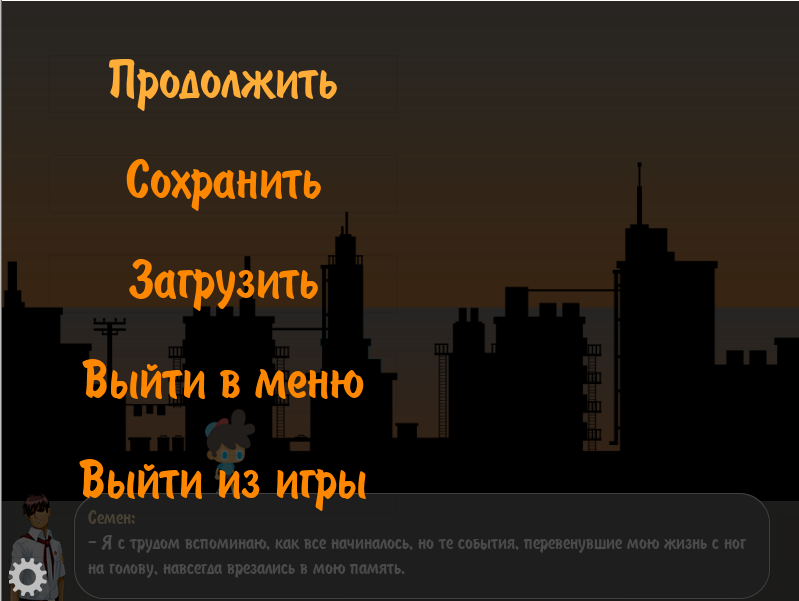 Продолжить
Сохранить
Загрузить
Выйти в меню
Выйти из игры
Семен:
- Я с трудом вспоминаю, как все начиналось, но те события, перевенувшие мою жизнь с ног
на голову, навсегда врезались в мою память.